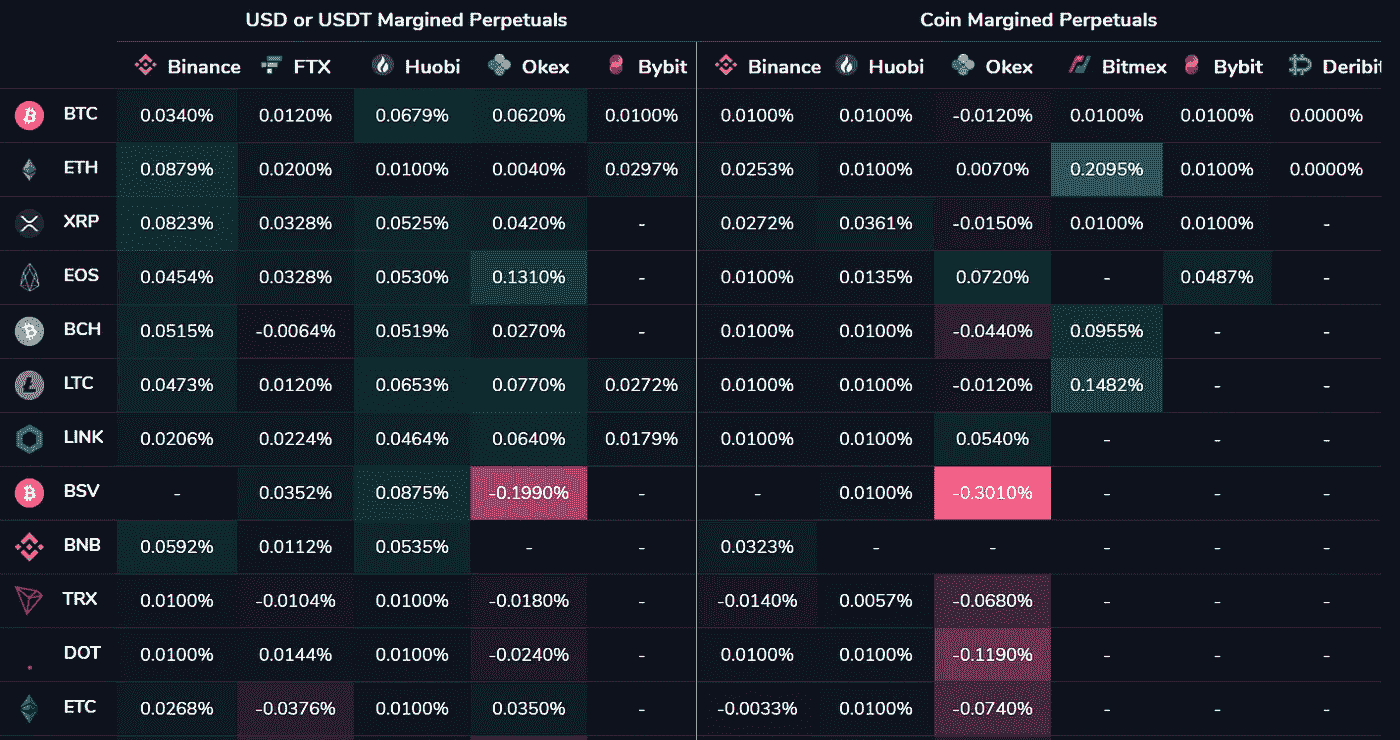 USD or USDT Margined Perpetuals Coin Margined Perpetuals
Binance FTX Huobi Okex Bybit Binance Huobi Okex Bitmex Bybit Deribit
BTC 0.0340% 0.0120% 0.0679% 0.0620% 0.0100% 0.0100% 0.0100% -0.0120% 0.0100% 0.0100% 0.0000%
ETH 0.0879% 0.0200% 0.0100% 0.0040% 0.0297% 0.0253% 0.0100% 0.0070% 0.2095% 0.0100% 0.0000%
XRP 0.0823% 0.0328% 0.0525% 0.0420% - 0.0272% 0.0361% -0.0150% 0.0100% 0.0100% -
EOS 0.0454% 0.0328% 0.0530% 0.1310% - 0.0100% 0.0135% 0.0720% - 0.0487% -
BCH 0.0515% -0.0064% 0.0519% 0.0270% - 0.0100% 0.0100% -0.0440% 0.0955% - -
LTC 0.0473% 0.0120% 0.0653% 0.0770% 0.0272% 0.0100% 0.0100% -0.0120% 0.1482% - -
LINK 0.0206% 0.0224% 0.0464% 0.0640% 0.0179% 0.0100% 0.0100% 0.0540% - - -
BSV - 0.0352% 0.0875% -0.1990% - - 0.0100% -0.3010% - - -
BNB 0.0592% 0.0112% 0.0535% - - 0.0323% - - - - -
TRX 0.0100% -0.0104% 0.0100% -0.0180% - -0.0140% 0.0057% -0.0680% - - -
DOT 0.0100% 0.0144% 0.0100% -0.0240% - 0.0100% 0.0100% -0.1190% - - -
ETC 0.0268% -0.0376% 0.0100% 0.0350% - -0.0033% 0.0100% -0.0740% - - -